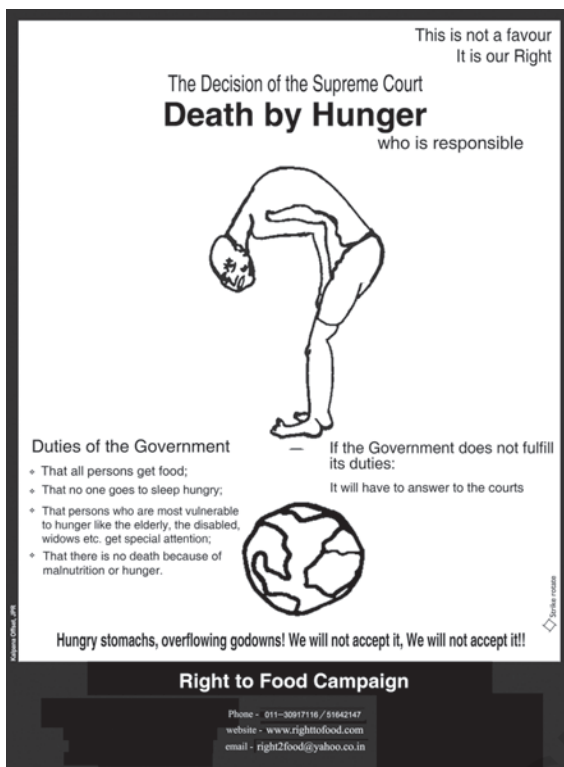 This is not a favour
It is our Right
The Decision of the Supreme Court
Death by Hunger
who is responsible
Duties of the Government
That all persons get food;
That no one goes to sleep hungry;
That persons who are most vulnerable
to hunger like the elderly, the disabled,
widows etc. get special attention;
That there is no death because of
malnutrition or hunger.
If the Government does not fulfill
its duties:
It will have to answer to the courts
Kalpana Offset, JPR
Strike rotate
Hungry stomachs, overflowing godowns! We will not accept it, We will not accept it!!
Right to Food Campaign
Phone - 011-30917116 / 51642147
website - www.righttofood.com
email - right2food@yahoo.co.in